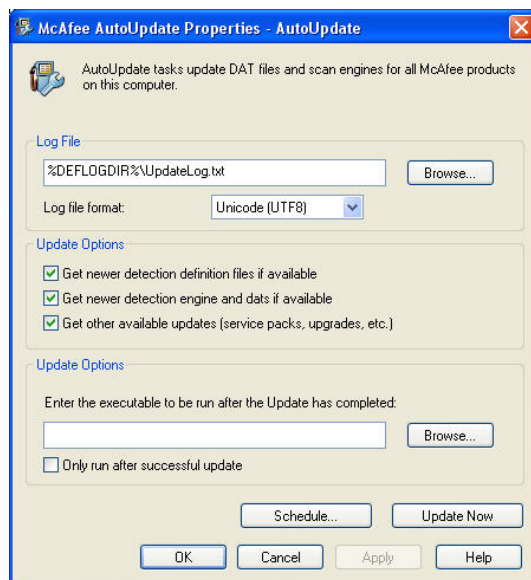 McAfee AutoUpdate Properties - AutoUpdate
AutoUpdate tasks update DAT files and scan engines for all McAfee products
on this computer.
Log File
%DEFLOGDIR%\UpdateLog.txt
Browse...
Log file format:
Unicode (UTF8)
Update Options
Get newer detection definition files if available
Get newer detection engine and dats if available
Get other available updates (service packs, upgrades, etc.)
Update Options
Enter the executable to be run after the Update has completed:
Browse...
Only run after successful update
Schedule...
Update Now
OK
Cancel
Apply
Help